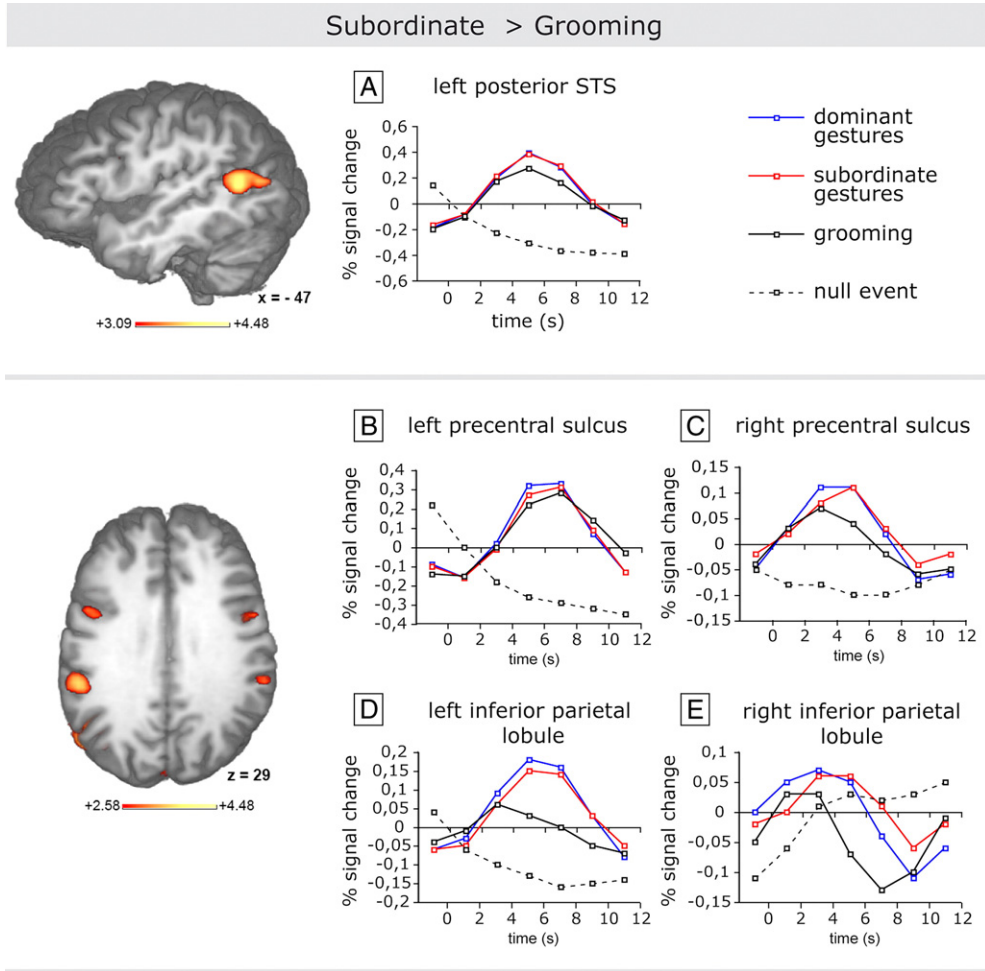 Subordinate > Grooming
A left posterior STS
% signal change
0,6
0,4
0,2
0
-0,2
-0,4
-0,6
0 2 4 6 8 10 12
time (s)
x = - 47
+3.09 +4.48
dominant
gestures
subordinate
gestures
grooming
null event
B left precentral sulcus
% signal change
0,4
0,3
0,2
0,1
0
-0,1
-0,2
-0,3
-0,4
0 2 4 6 8 10 12
time (s)
C right precentral sulcus
% signal change
0,15
0,1
0,05
0
-0,05
-0,1
-0,15
0 2 4 6 8 10 12
time (s)
z = 29
+2.58 +4.48
D left inferior parietal
lobule
% signal change
0,2
0,15
0,1
0,05
0
-0,05
-0,1
-0,15
-0,2
0 2 4 6 8 10 12
time (s)
E right inferior parietal
lobule
% signal change
0,1
0,05
0
-0,05
-0,1
-0,15
0 2 4 6 8 10 12
time (s)